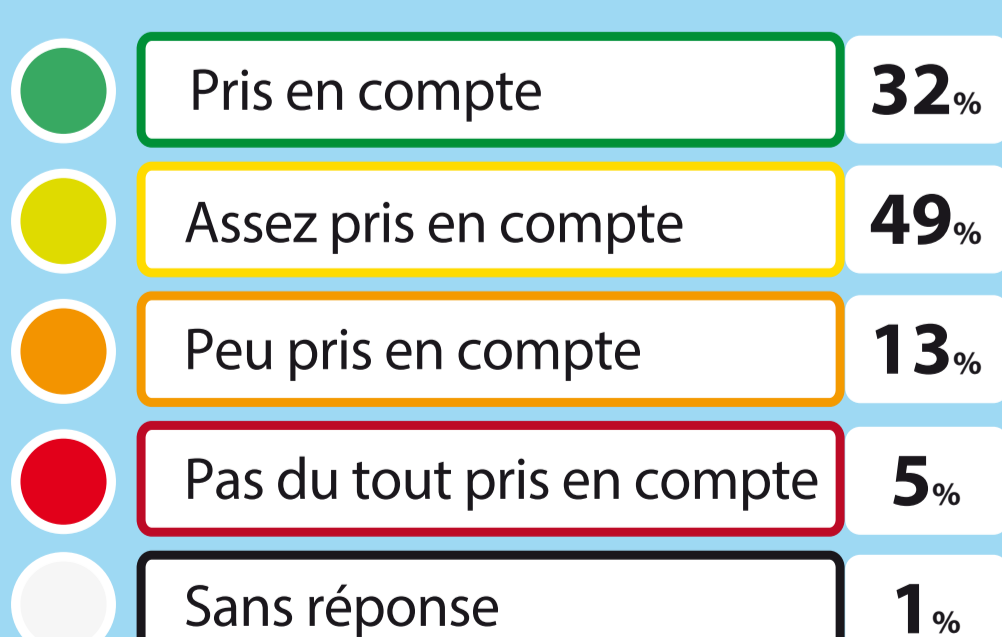 Pris en compte 32%
Assez pris en compte 49%
Peu pris en compte 13%
Pas du tout pris en compte 5%
Sans réponse 1%